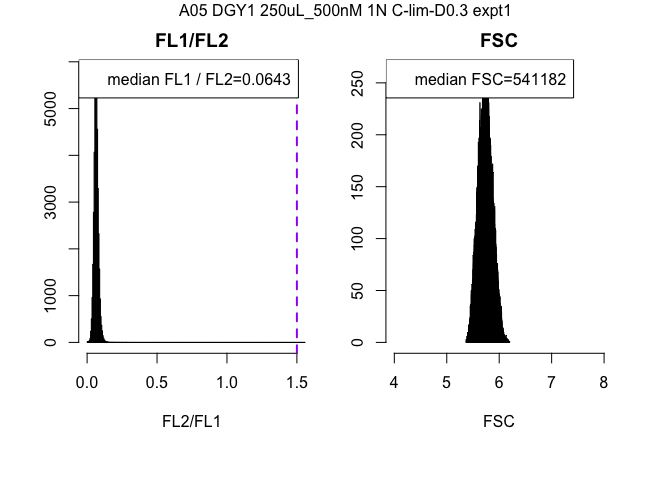 A05 DGY1 250uL_500nM 1N C-lim-D0.3 expt1
FL1/FL2
median FL1 / FL2=0.0643
5000
3000
1000
0
0.0 0.5 1.0 1.5
FL2/FL1
FSC
median FSC=541182
250
200
150
100
50
0
4 5 6 7 8
FSC